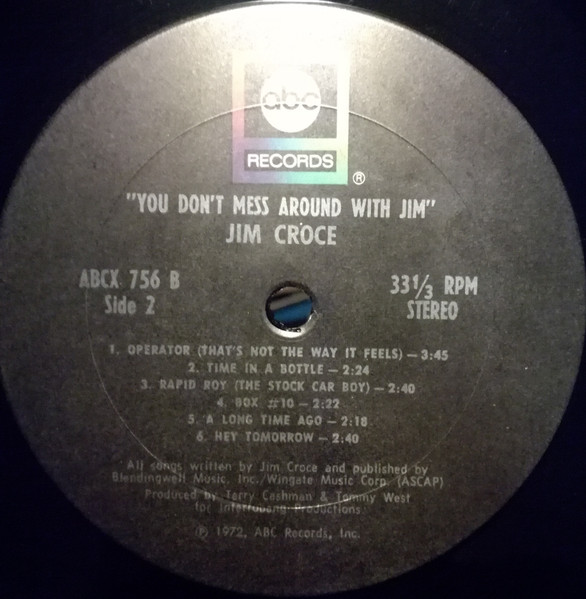 abc
RECORDS
®
"YOU DON'T MESS AROUND WITH JIM"
JIM CROCE
ABCX 756 B
Side 2
33 1/3 RPM
STEREO
1. OPERATOR (THAT'S NOT THE WAY IT FEELS) — 3:45
2. TIME IN A BOTTLE — 2:24
3. RAPID ROY (THE STOCK CAR BOY) — 2:40
4. BOX #10 — 2:22
5. A LONG TIME AGO — 2:18
6. HEY TOMORROW — 2:40
All songs written by Jim Croce and published by
Blendingwell Music, Inc./Wingate Music Corp. (ASCAP)
Produced by Terry Cashman & Tommy West
for Interrobang Productions
℗ 1972, ABC Records, Inc.